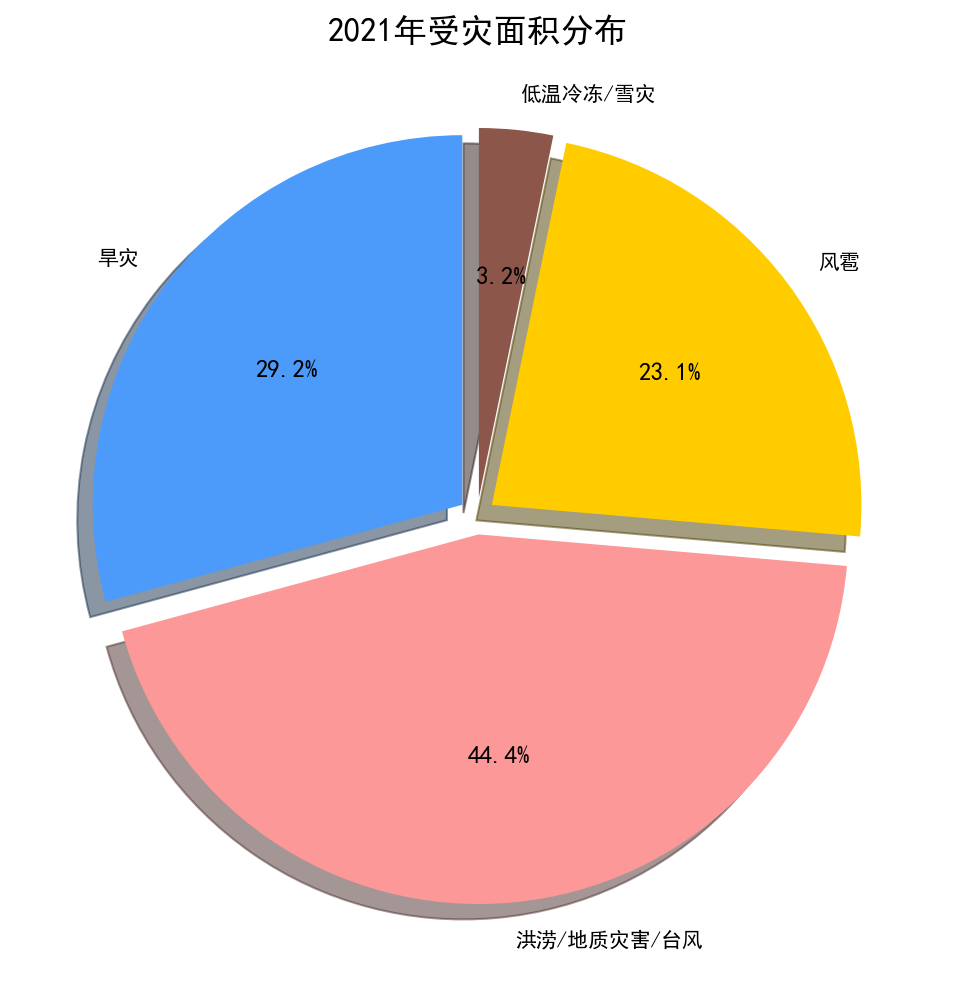 2021年受灾面积分布
低温冷冻/雪灾
旱灾
风雹
3.2%
29.2%
23.1%
44.4%
洪涝/地质灾害/台风